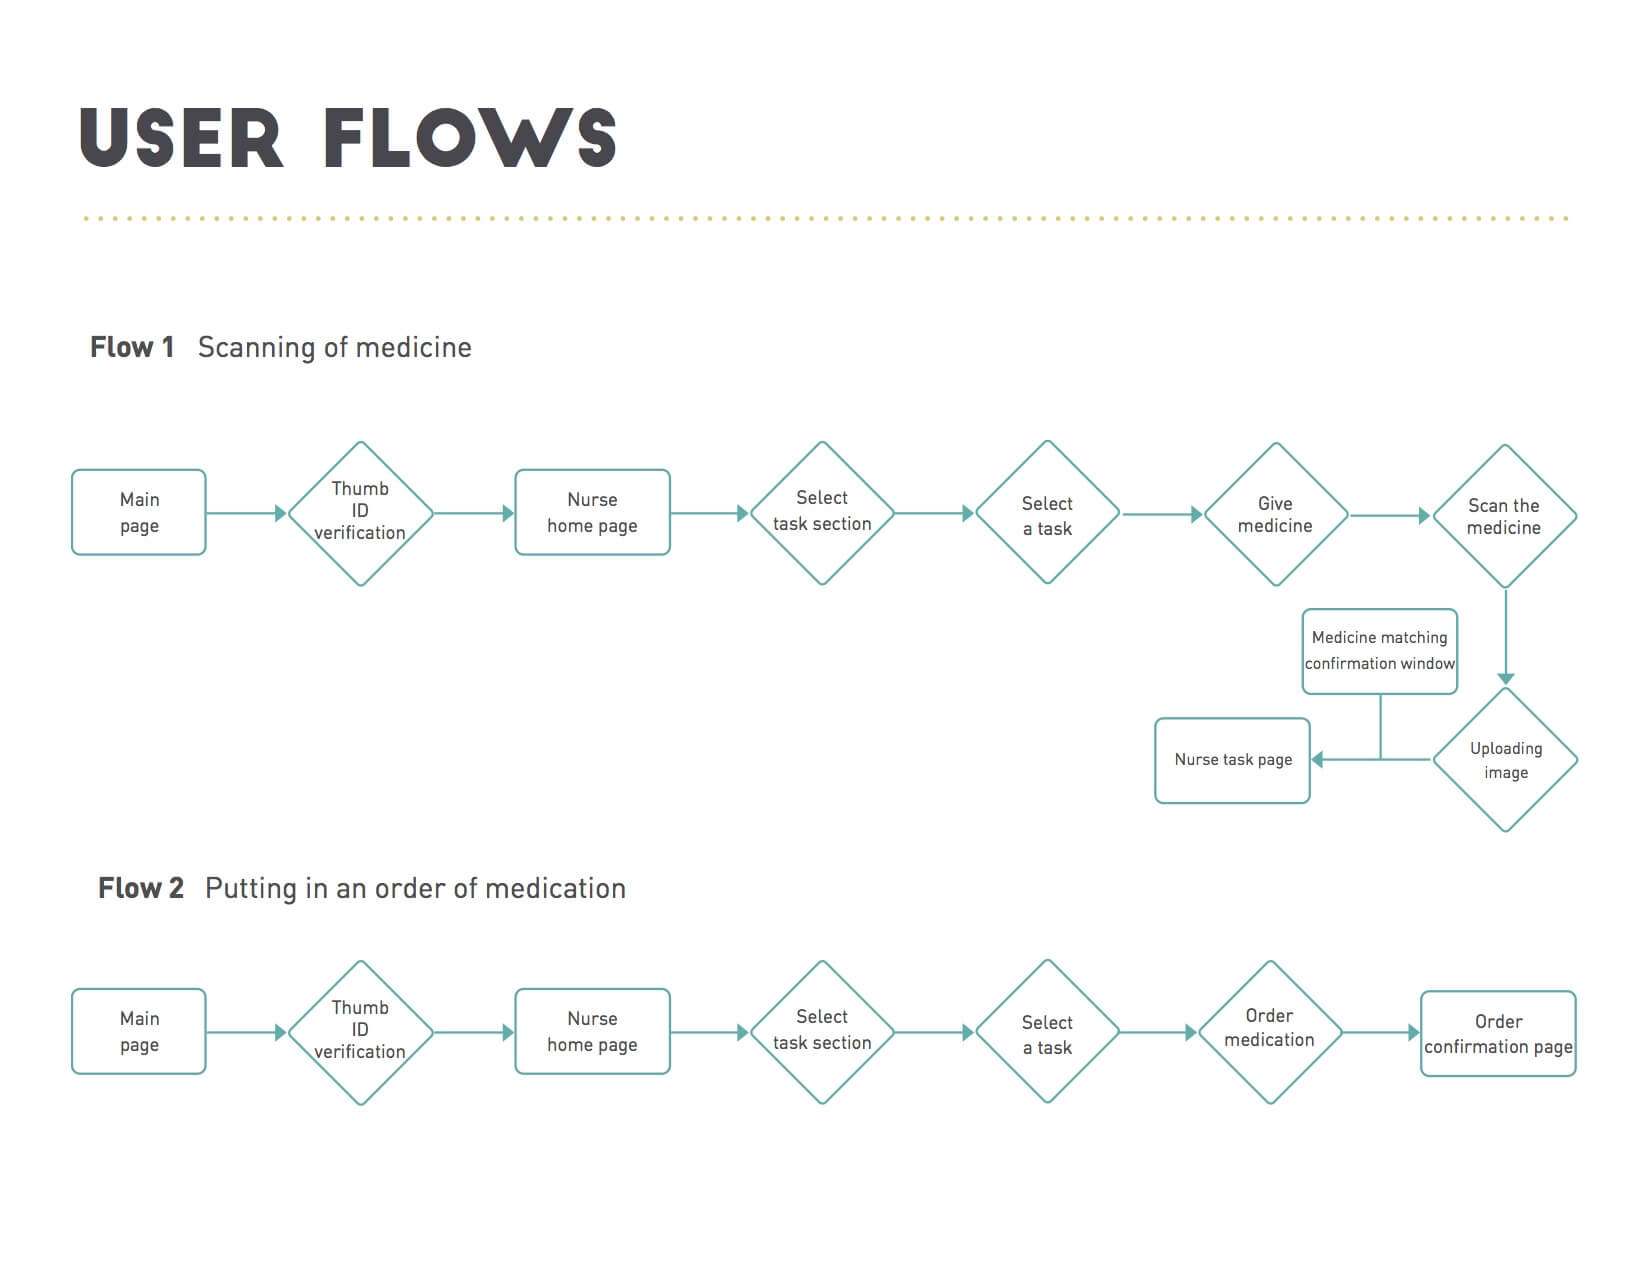 USER FLOWS
Flow 1 Scanning of medicine
Main
page
Thumb
ID
verification
Nurse
home page
Select
task section
Select
a task
Give
medicine
Scan the
medicine
Medicine matching
confirmation window
Nurse task page
Uploading
image
Flow 2 Putting in an order of medication
Main
page
Thumb
ID
verification
Nurse
home page
Select
task section
Select
a task
Order
medication
Order
confirmation page